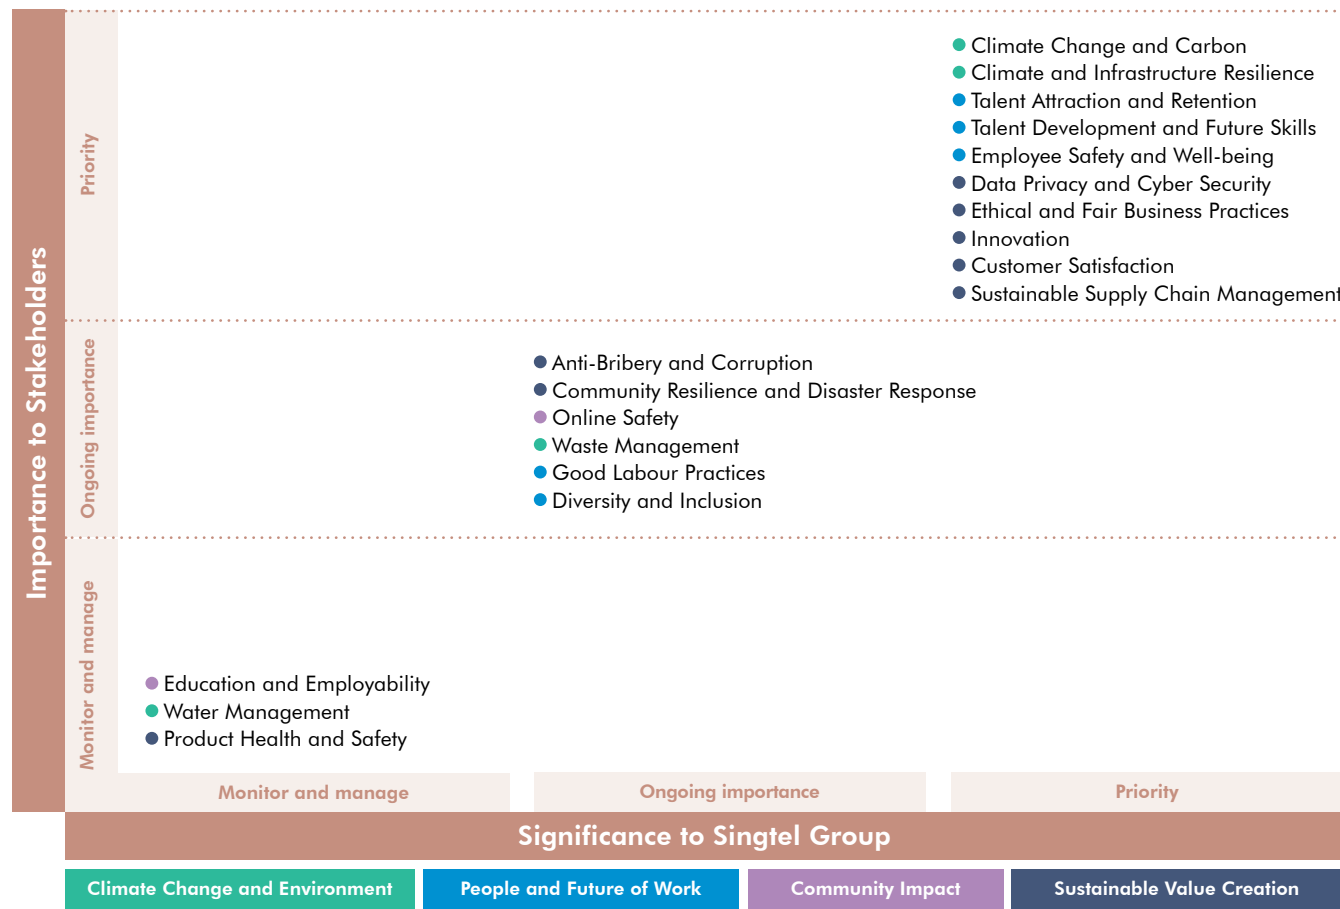 Importance to Stakeholders
Priority
Climate Change and Carbon
Climate and Infrastructure Resilience
Talent Attraction and Retention
Talent Development and Future Skills
Employee Safety and Well-being
Data Privacy and Cyber Security
Ethical and Fair Business Practices
Innovation
Customer Satisfaction
Sustainable Supply Chain Management
Ongoing importance
Anti-Bribery and Corruption
Community Resilience and Disaster Response
Online Safety
Waste Management
Good Labour Practices
Diversity and Inclusion
Monitor and manage
Education and Employability
Water Management
Product Health and Safety
Monitor and manage
Ongoing importance
Priority
Significance to Singtel Group
Climate Change and Environment
People and Future of Work
Community Impact
Sustainable Value Creation